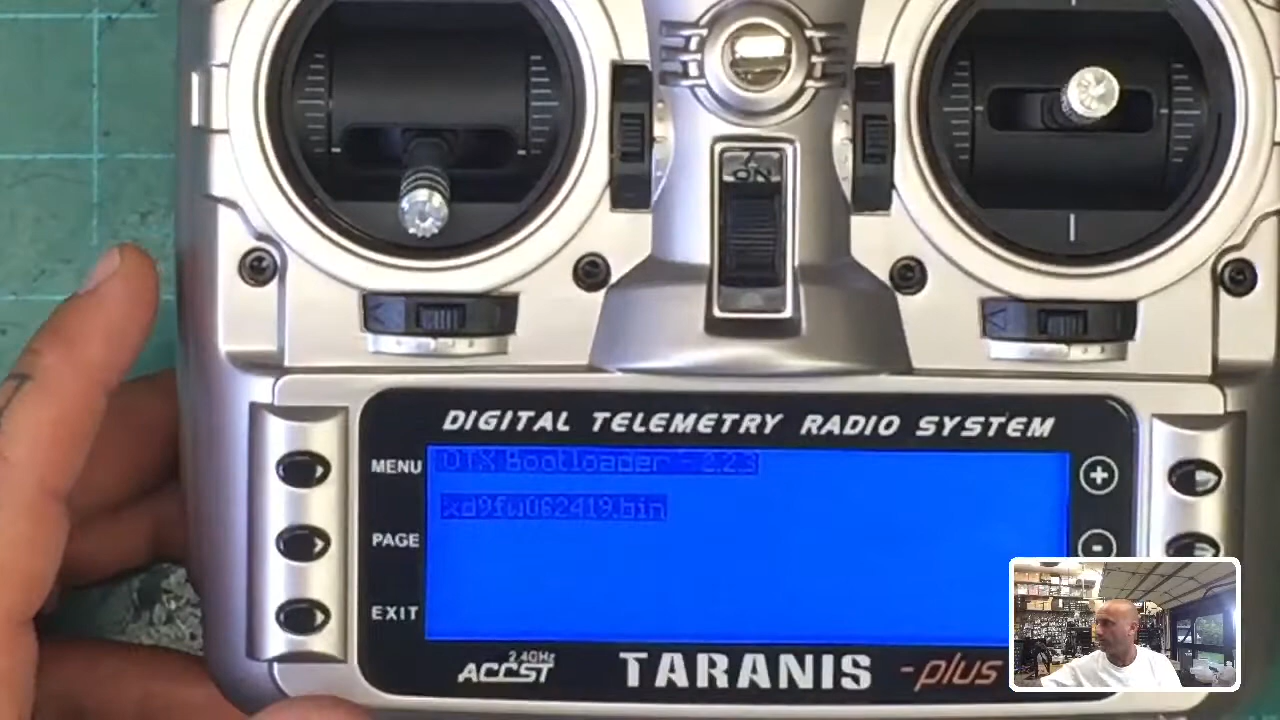 ON
DIGITAL TELEMETRY RADIO SYSTEM
MENU
OTX Bootloader - 2.2.3
+
xd9fw062419.bin
PAGE
-
EXIT
2.4GHz
ACCST
TARANIS -plus